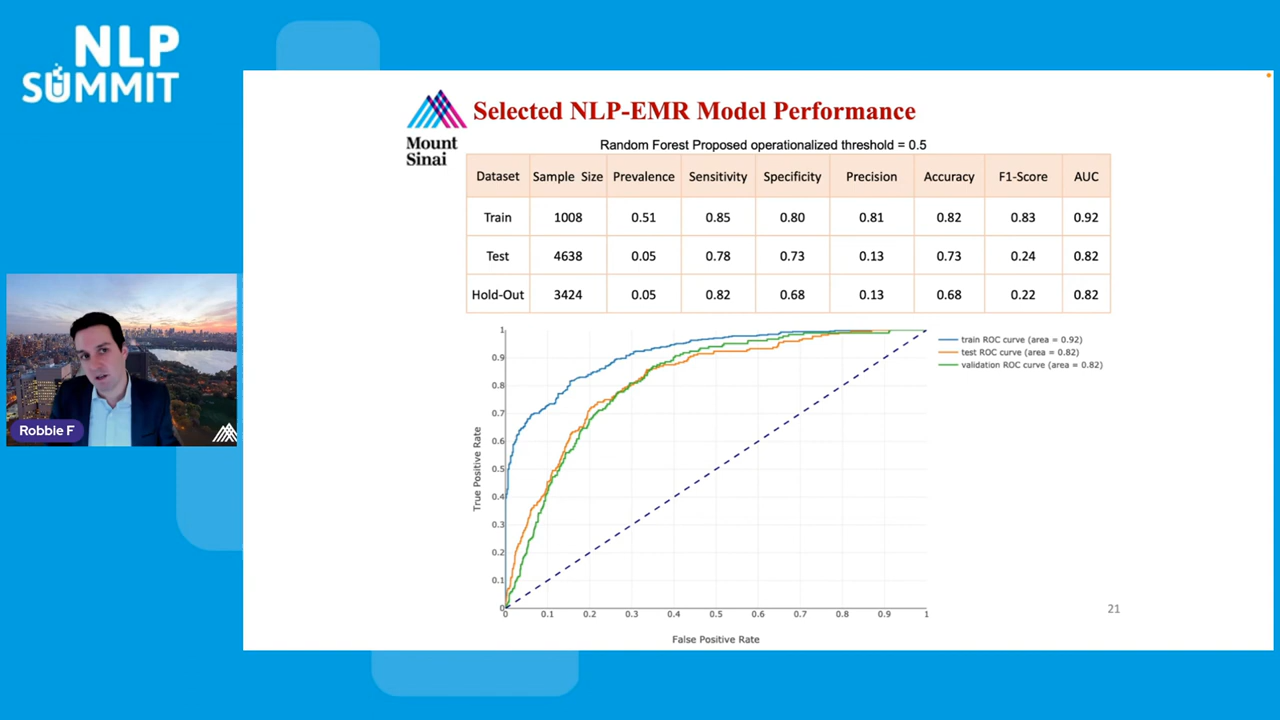 NLP
SUMMIT
Mount
Sinai
Selected NLP-EMR Model Performance
Random Forest Proposed operationalized threshold = 0.5
Dataset Sample Size Prevalence Sensitivity Specificity Precision Accuracy F1-Score AUC
Train 1008 0.51 0.85 0.80 0.81 0.82 0.83 0.92
Test 4638 0.05 0.78 0.73 0.13 0.73 0.24 0.82
Hold-Out 3424 0.05 0.82 0.68 0.13 0.68 0.22 0.82
Robbie F
True Positive Rate
1
0.9
0.8
0.7
0.6
0.5
0.4
0.3
0.2
0.1
0
0 0.1 0.2 0.3 0.4 0.5 0.6 0.7 0.8 0.9 1
False Positive Rate
train ROC curve (area = 0.92)
test ROC curve (area = 0.82)
validation ROC curve (area = 0.82)
21